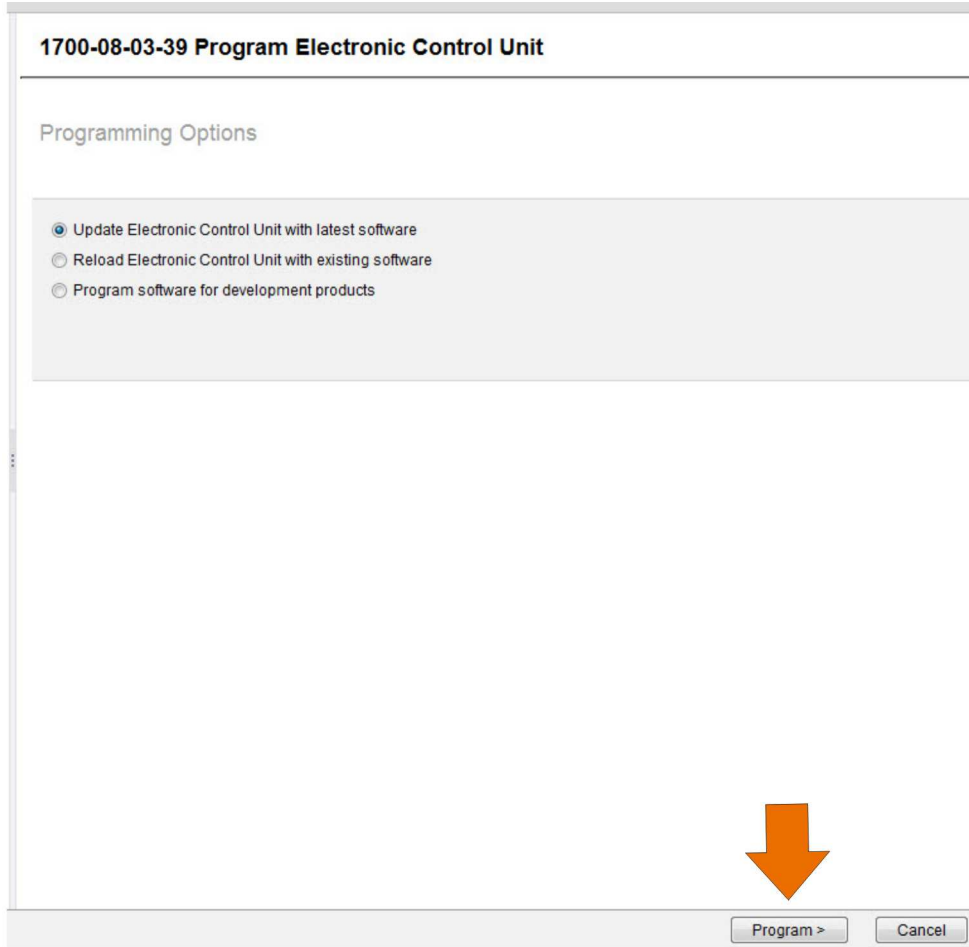 1700-08-03-39 Program Electronic Control Unit
Programming Options
Update Electronic Control Unit with latest software
Reload Electronic Control Unit with existing software
Program software for development products
Program >
Cancel